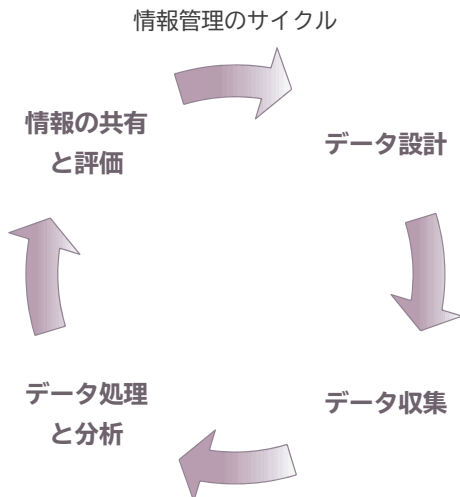 情報管理のサイクル
情報の共有
と評価
データ設計
データ処理
と分析
データ収集